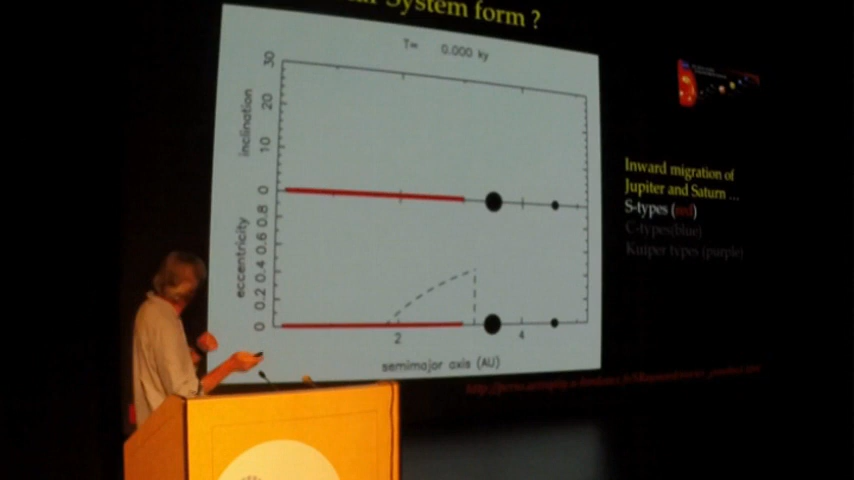 System form ?
T= 0.000 ky
30
20
inclination
10
0
0.8
0.6
eccentricity
0.4
0.2
0
2
4
semimajor axis (AU)
Inward migration of
Jupiter and Saturn ...
S-types (red)
C-types(blue)
Kuiper types (purple)